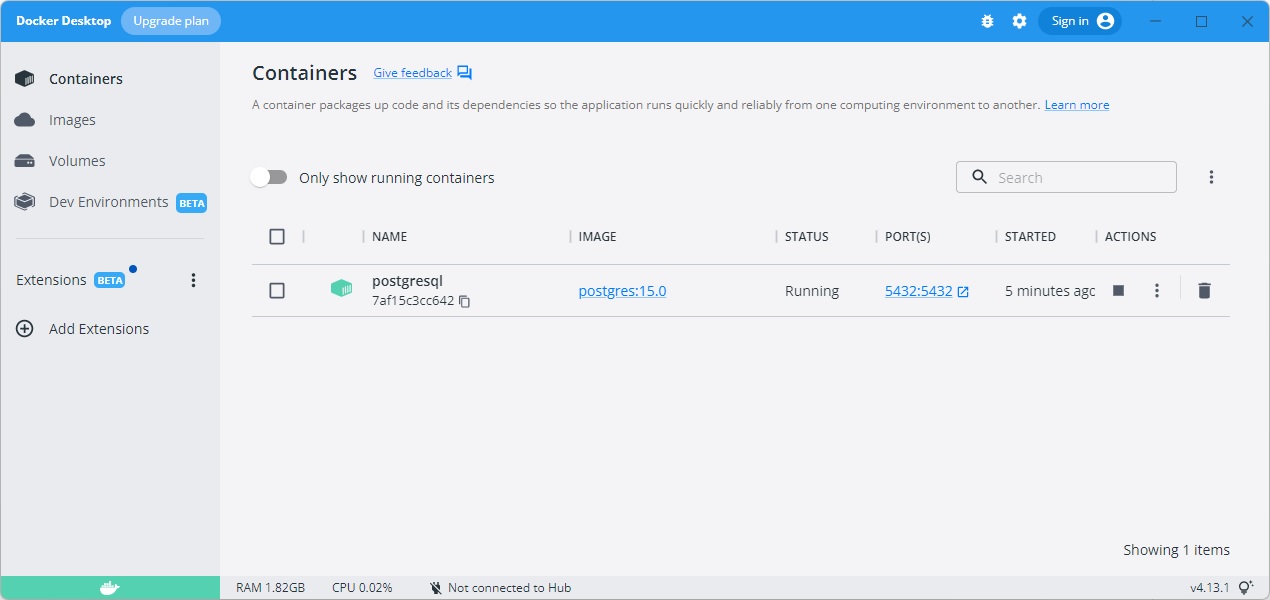 Docker Desktop Upgrade plan Sign in
Containers
Images
Volumes
Dev Environments BETA
Extensions BETA
Add Extensions
Containers Give feedback
A container packages up code and its dependencies so the application runs quickly and reliably from one computing environment to another. Learn more
Only show running containers Search
NAME IMAGE STATUS PORT(S) STARTED ACTIONS
postgresql
7af15c3cc642 postgres:15.0 Running 5432:5432 5 minutes agc
Showing 1 items
RAM 1.82GB CPU 0.02% Not connected to Hub v4.13.1